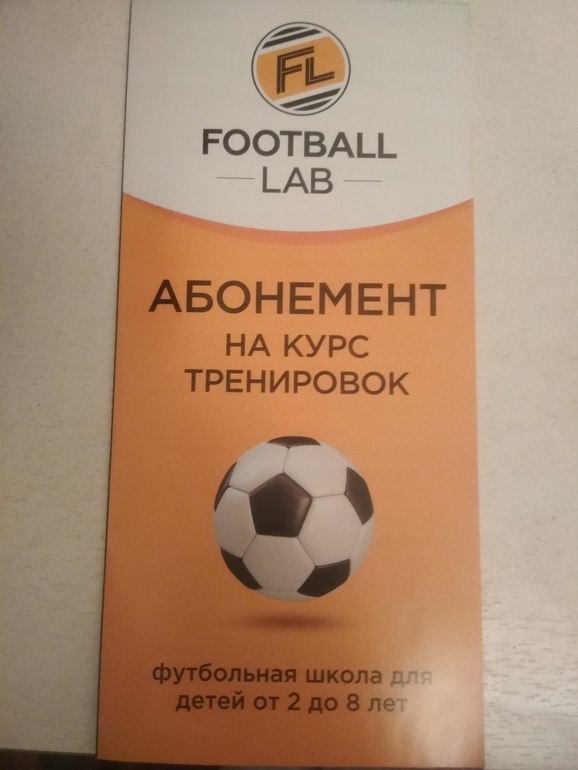 FL
FOOTBALL
LAB
АБОНЕМЕНТ
НА КУРС
ТРЕНИРОВОК
футбольная школа для
детей от 2 до 8 лет